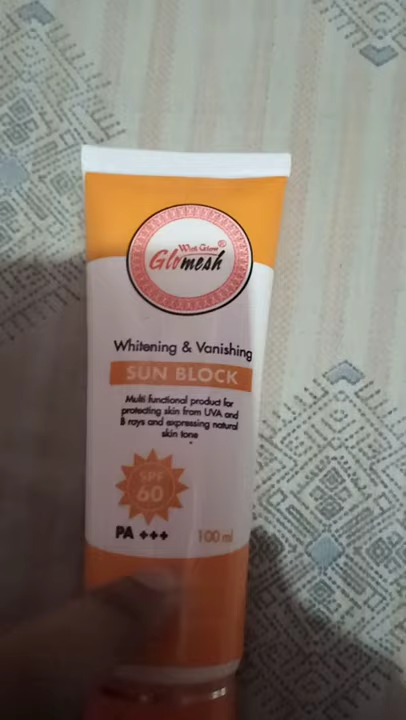 Glomesh®
Whitening & Vanishing
SUN BLOCK
Multi functional product for
protecting skin from UVA and
B rays and expressing natural
skin tone
SPF
60
PA +++
100 ml